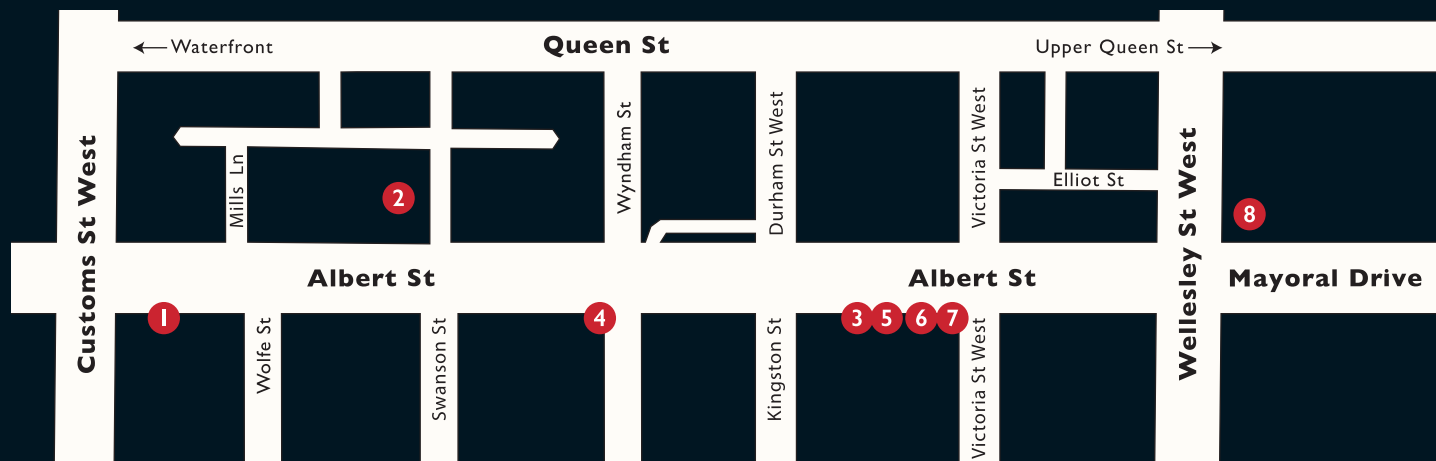 Waterfront
Queen St
Upper Queen St
Customs St West
Mills Ln
2
Wyndham St
Durham St West
Victoria St West
Elliot St
Wellesley St West
8
Albert St
Albert St
Mayoral Drive
1
Wolfe St
Swanson St
4
Kingston St
3
5
6
7
Victoria St West